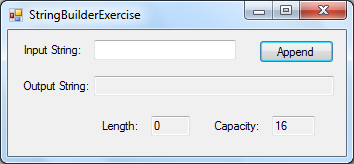 StringBuilderExercise
Input String: Append
Output String:
Length: 0 Capacity: 16